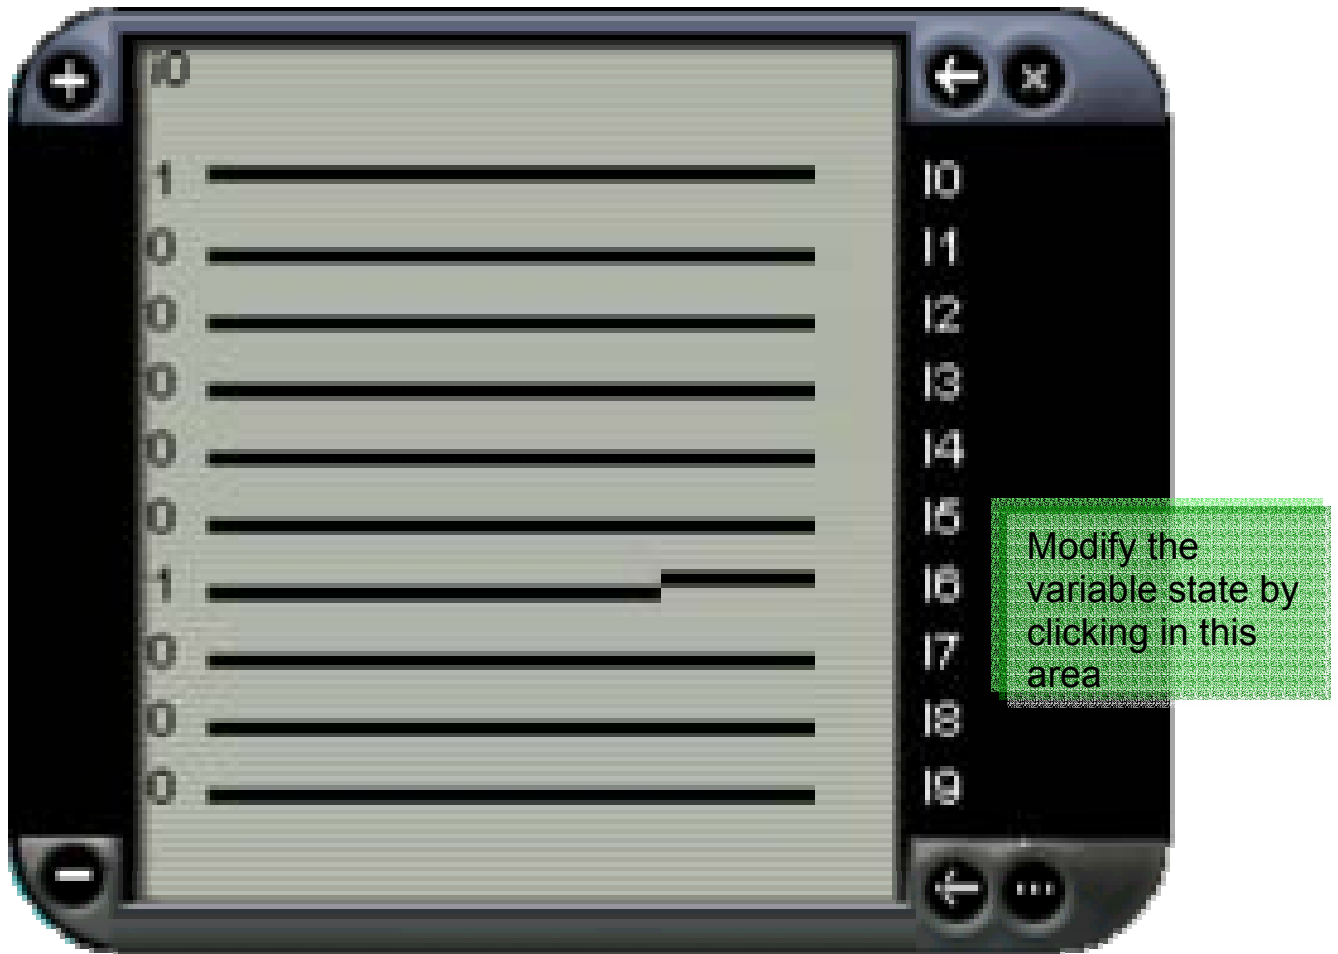 i0
1 I0
0 I1
0 I2
0 I3
0 I4
0 I5
1 I6
0 I7
0 I8
0 I9
Modify the
variable state by
clicking in this
area